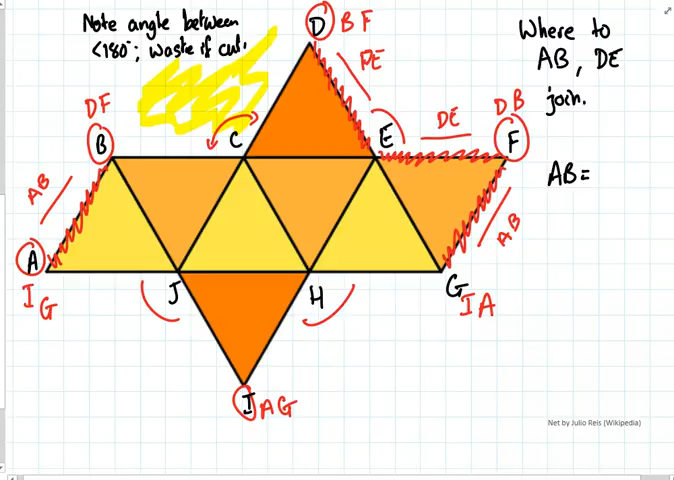 Note angle between
<180°; waste if cut.
D B F
DE
Where to
AB, DE
join.
DF
B
C
E
DE
DB
F
AB
AB=
A
J
H
G
AB
I G
I A
I A G
Net by Julio Reis (Wikipedia)